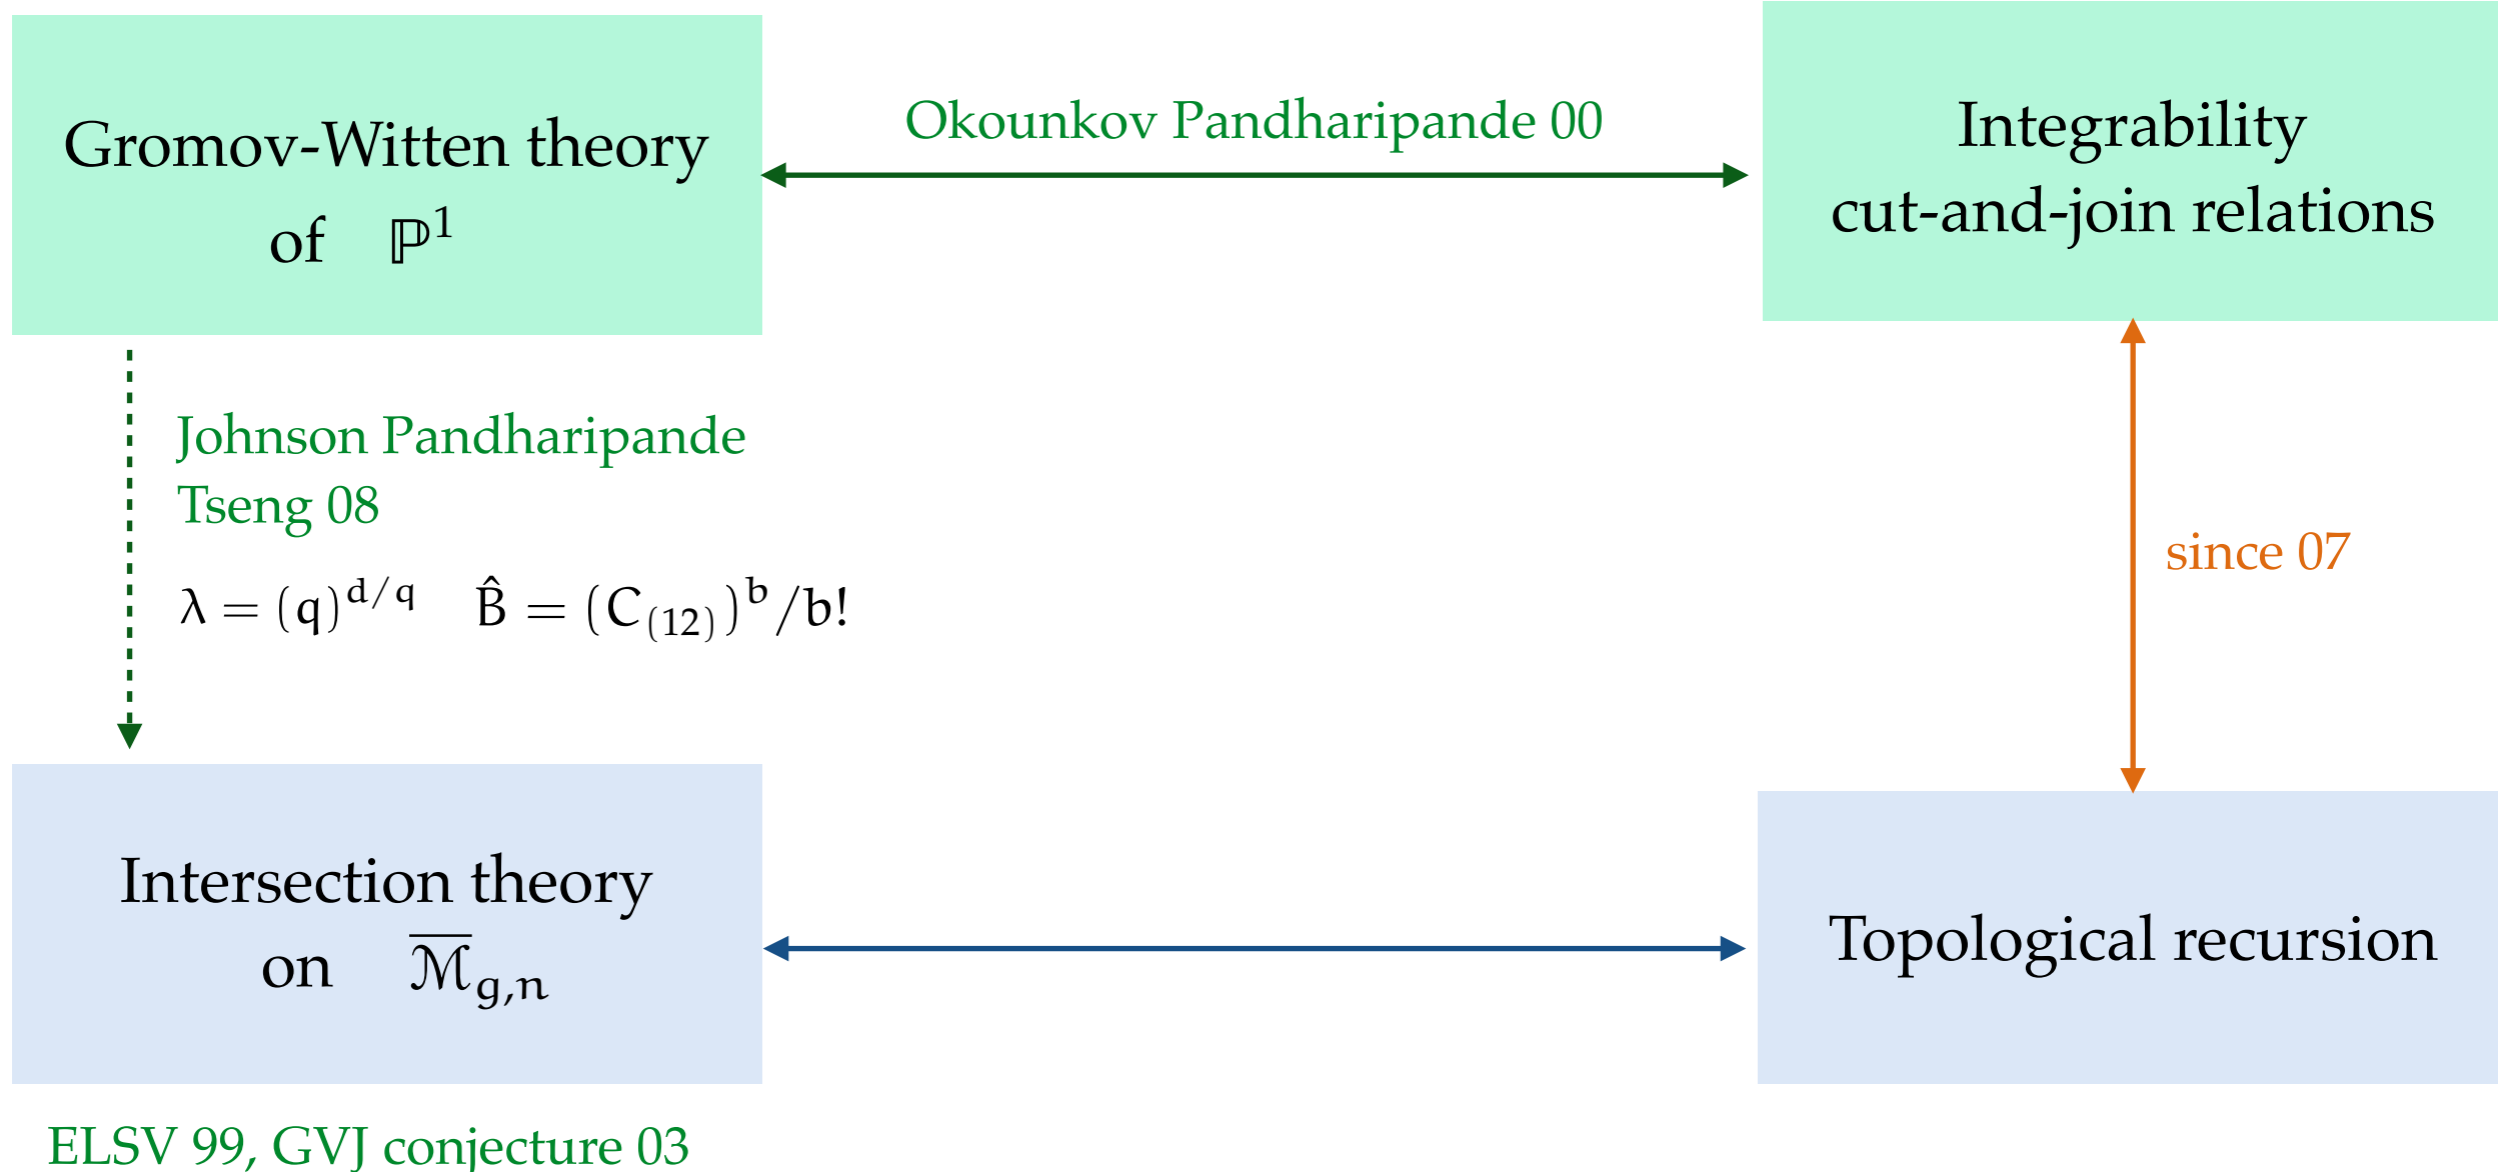 Gromov-Witten theory
of ℙ¹
Okounkov Pandharipande 00
Integrability
cut-and-join relations
Johnson Pandharipande
Tseng 08
λ = (q)^{d/q} B̂ = (C_{(12)})^b/b!
since 07
Intersection theory
on \overline{ℳ}_{g,n}
Topological recursion
ELSV 99, GVJ conjecture 03